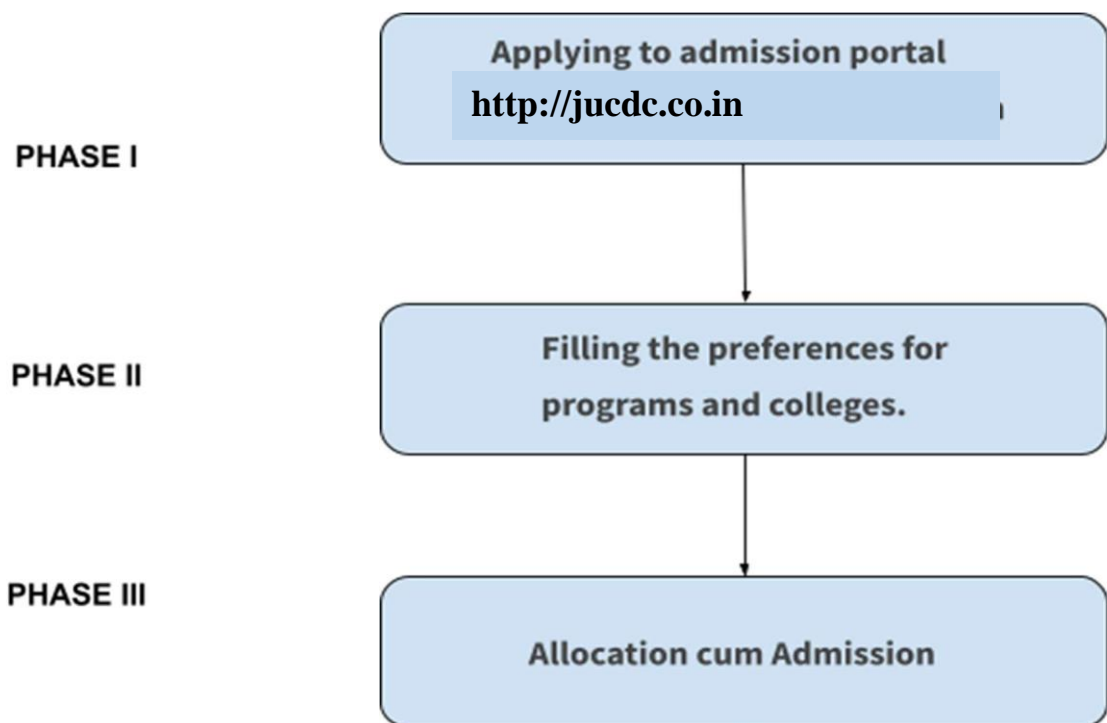 Applying to admission portal
http://jucdc.co.in
PHASE I
Filling the preferences for
programs and colleges.
PHASE II
PHASE III
Allocation cum Admission